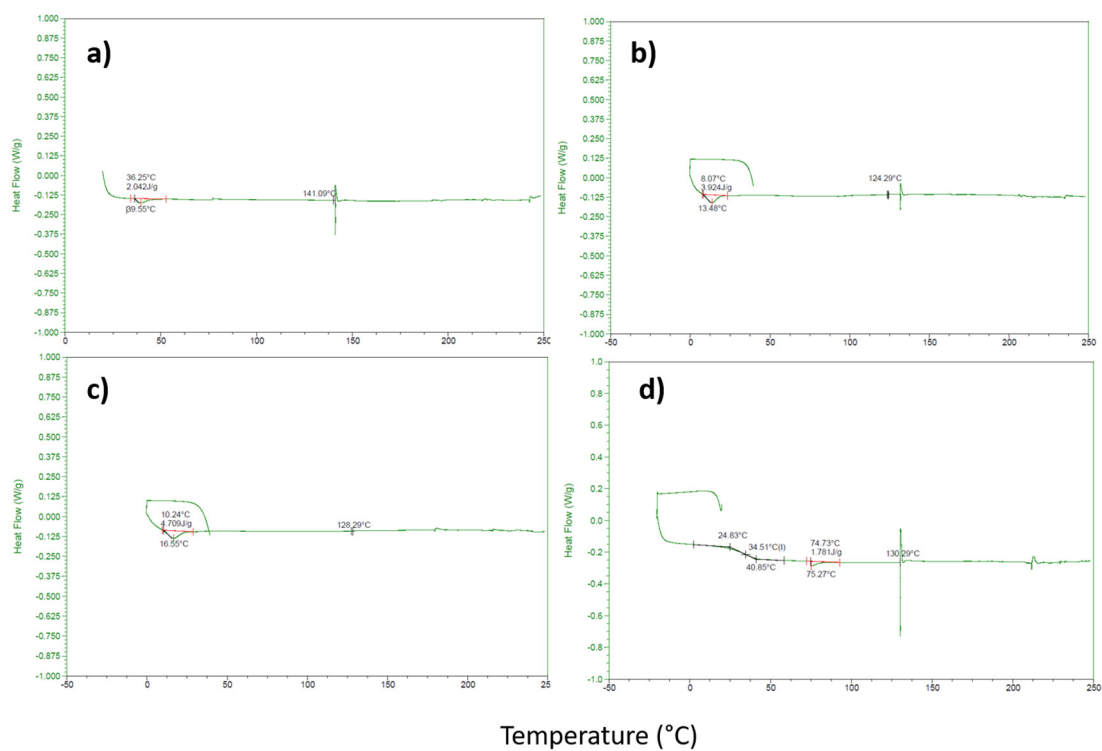 a)
Heat Flow (W/g)
1.000
0.875
0.750
0.625
0.500
0.375
0.250
0.125
0.000
-0.125
-0.250
-0.375
-0.500
-0.625
-0.750
-0.875
-1.000
36.25°C
2.042J/g
β39.55°C
141.09°C
0 50 100 150 200 250
b)
Heat Flow (W/g)
1.000
0.875
0.750
0.625
0.500
0.375
0.250
0.125
0.000
-0.125
-0.250
-0.375
-0.500
-0.625
-0.750
-0.875
-1.000
8.07°C
3.924J/g
13.48°C
124.29°C
-50 0 50 100 150 200 250
c)
Heat Flow (W/g)
1.000
0.875
0.750
0.625
0.500
0.375
0.250
0.125
0.000
-0.125
-0.250
-0.375
-0.500
-0.625
-0.750
-0.875
-1.000
10.24°C
4.709J/g
16.55°C
128.29°C
-50 0 50 100 150 200 25
d)
Heat Flow (W/g)
1.0
0.8
0.6
0.4
0.2
0.0
-0.2
-0.4
-0.6
-0.8
-1.0
24.83°C
34.51°C(I)
40.85°C
74.73°C
1.781J/g
75.27°C
130.29°C
-50 0 50 100 150 200 250
Temperature (°C)